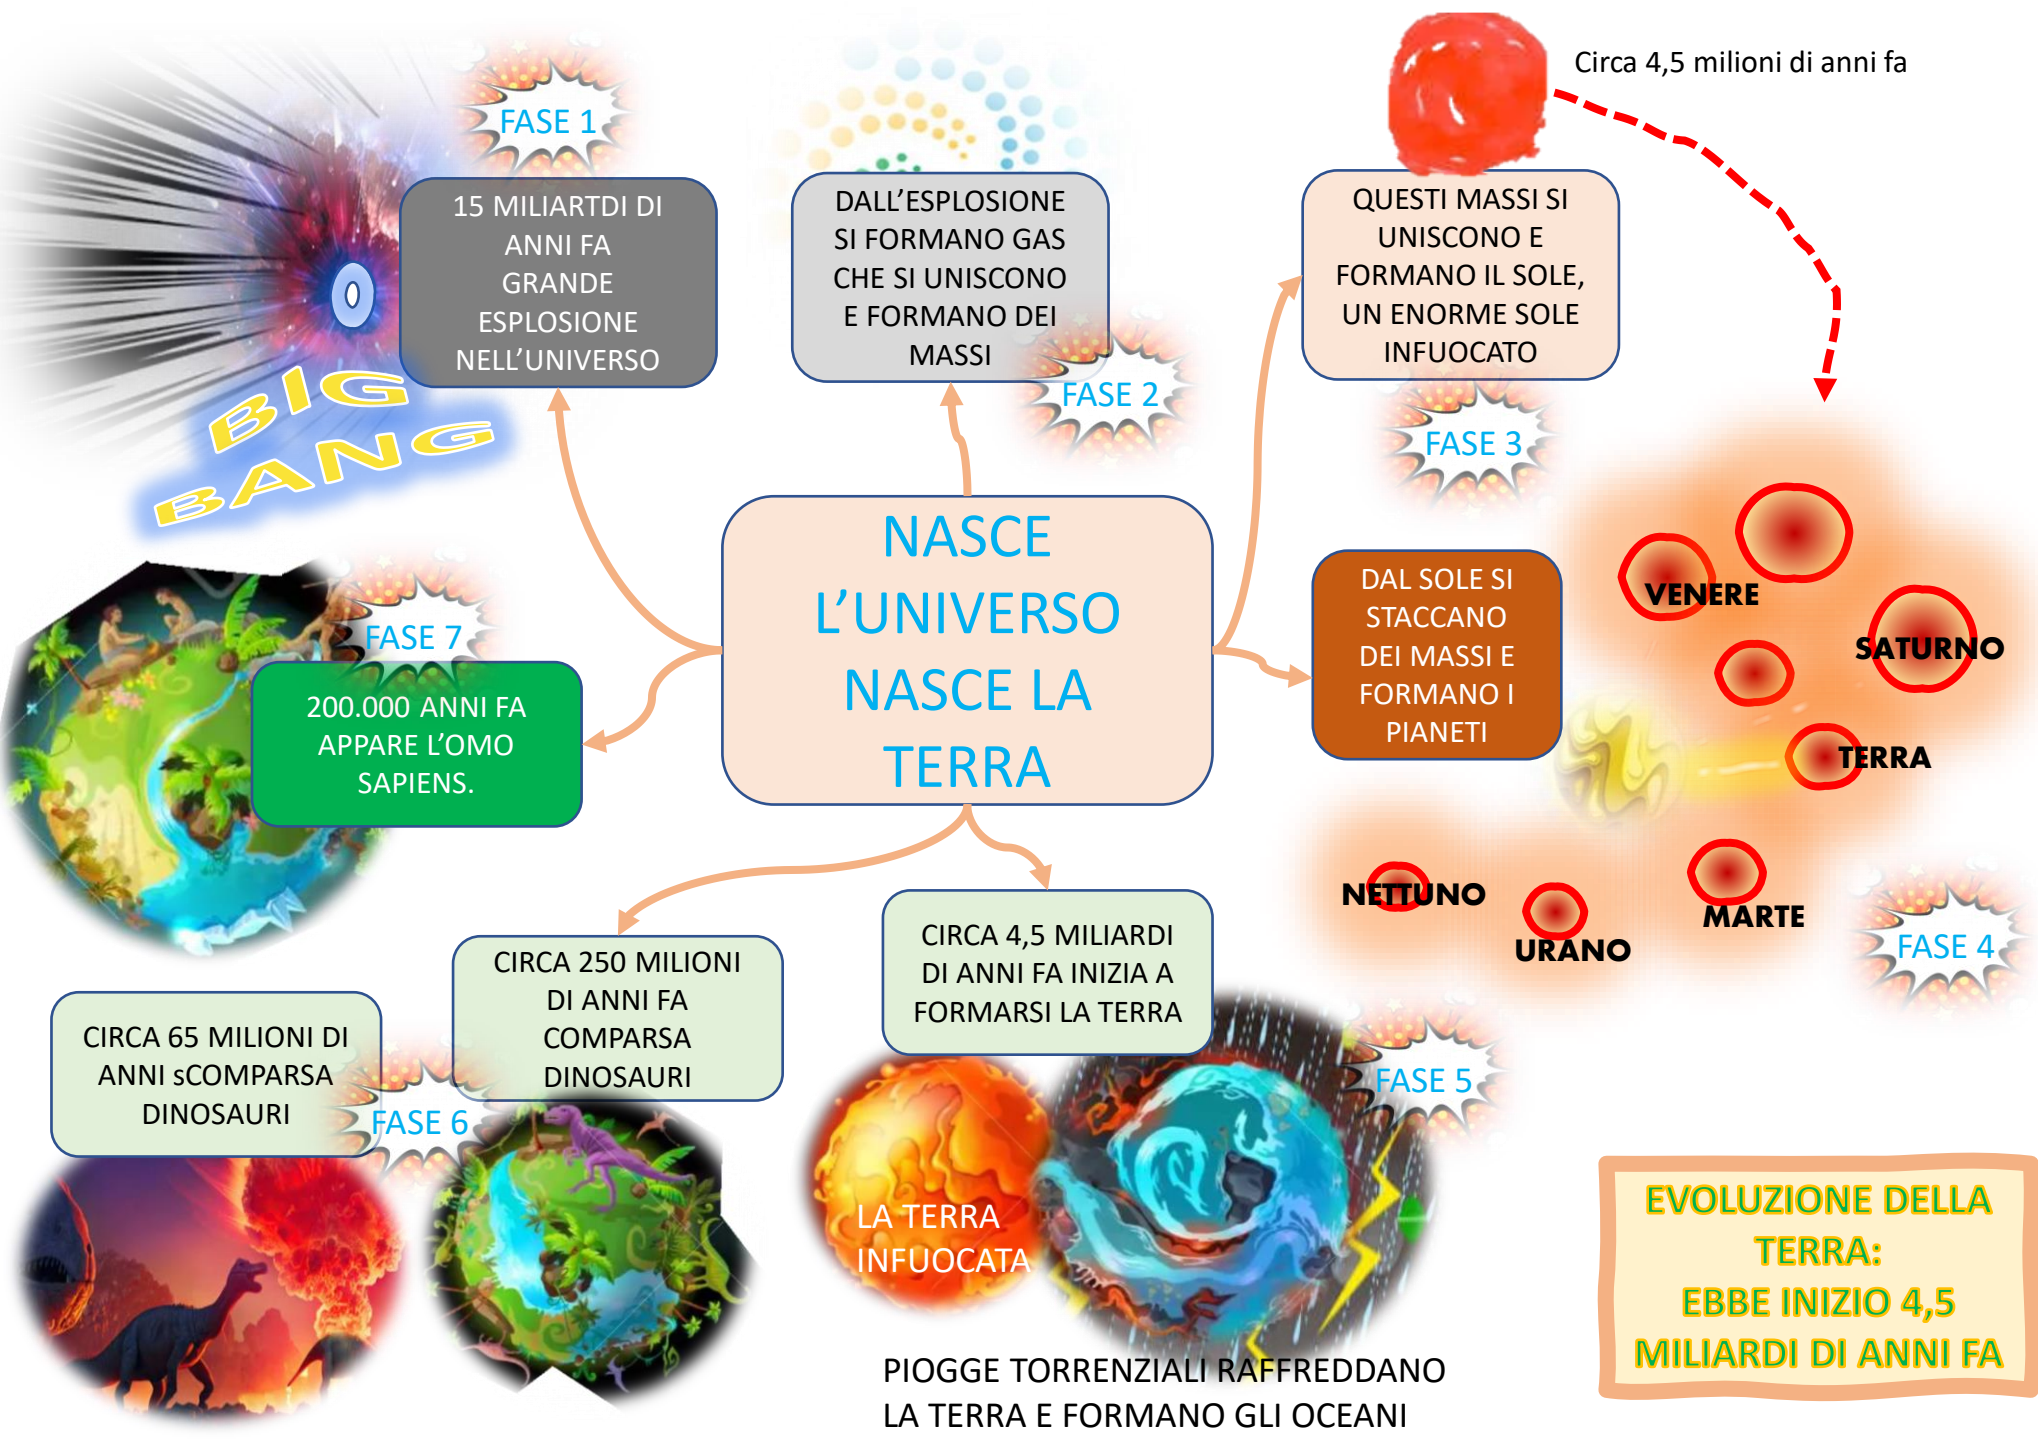 Circa 4,5 milioni di anni fa
FASE 1
15 MILIARTDI DI
ANNI FA
GRANDE
ESPLOSIONE
NELL'UNIVERSO
BIG
BANG
DALL'ESPLOSIONE
SI FORMANO GAS
CHE SI UNISCONO
E FORMANO DEI
MASSI
FASE 2
QUESTI MASSI SI
UNISCONO E
FORMANO IL SOLE,
UN ENORME SOLE
INFUOCATO
FASE 3
NASCE
L'UNIVERSO
NASCE LA
TERRA
DAL SOLE SI
STACCANO
DEI MASSI E
FORMANO I
PIANETI
VENERE
SATURNO
TERRA
NETTUNO
URANO
MARTE
FASE 4
CIRCA 4,5 MILIARDI
DI ANNI FA INIZIA A
FORMARSI LA TERRA
FASE 5
LA TERRA
INFUOCATA
PIOGGE TORRENZIALI RAFFREDDANO
LA TERRA E FORMANO GLI OCEANI
CIRCA 250 MILIONI
DI ANNI FA
COMPARSA
DINOSAURI
FASE 6
CIRCA 65 MILIONI DI
ANNI sCOMPARSA
DINOSAURI
FASE 7
200.000 ANNI FA
APPARE L'OMO
SAPIENS.
EVOLUZIONE DELLA
TERRA:
EBBE INIZIO 4,5
MILIARDI DI ANNI FA